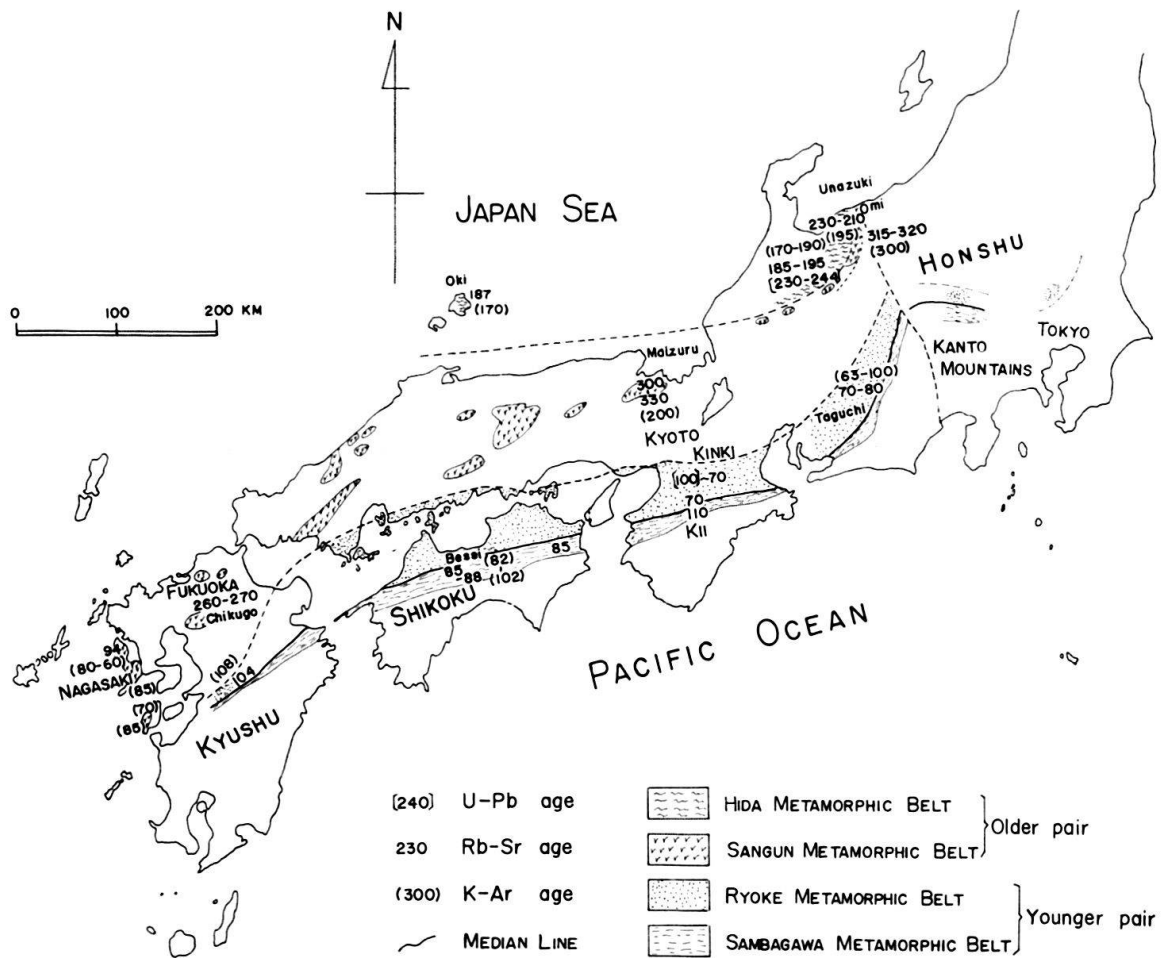 N
JAPAN SEA
0 100 200 KM
Oki
187
(170)
Unazuki
Omi
230-210
(195)
315-320
(300)
(170-190)
185-195
[230-244]
HONSHU
Maizuru
300
330
(200)
KYOTO
KINKI
[100]-70
70
110
KII
(63-100)
70-80
Taguchi
KANTO
MOUNTAINS
TOKYO
Bessi
(82)
85
85
-88
(102)
SHIKOKU
FUKUOKA
260-270
Chikugo
94
(80-60)
NAGASAKI
(85)
(70)
(85)
(108)
104
KYUSHU
PACIFIC OCEAN
[240] U-Pb age
230 Rb-Sr age
(300) K-Ar age
MEDIAN LINE
HIDA METAMORPHIC BELT
SANGUN METAMORPHIC BELT
Older pair
RYOKE METAMORPHIC BELT
SAMBAGAWA METAMORPHIC BELT
Younger pair